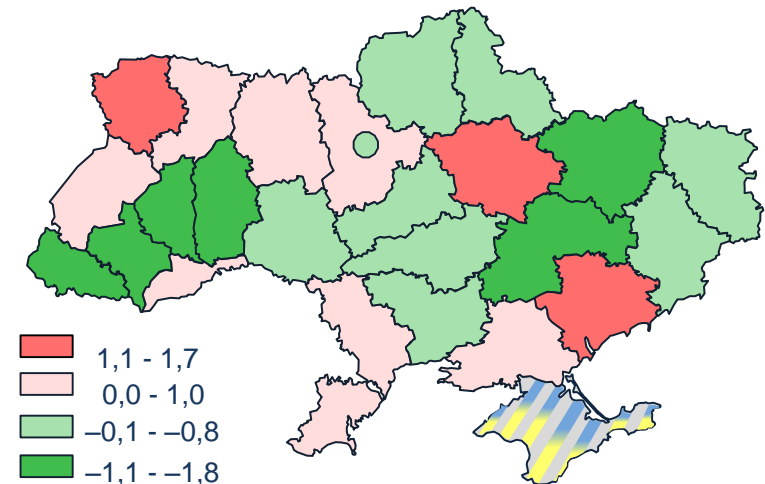 1,1 - 1,7
0,0 - 1,0
–0,1 - –0,8
–1,1 - –1,8